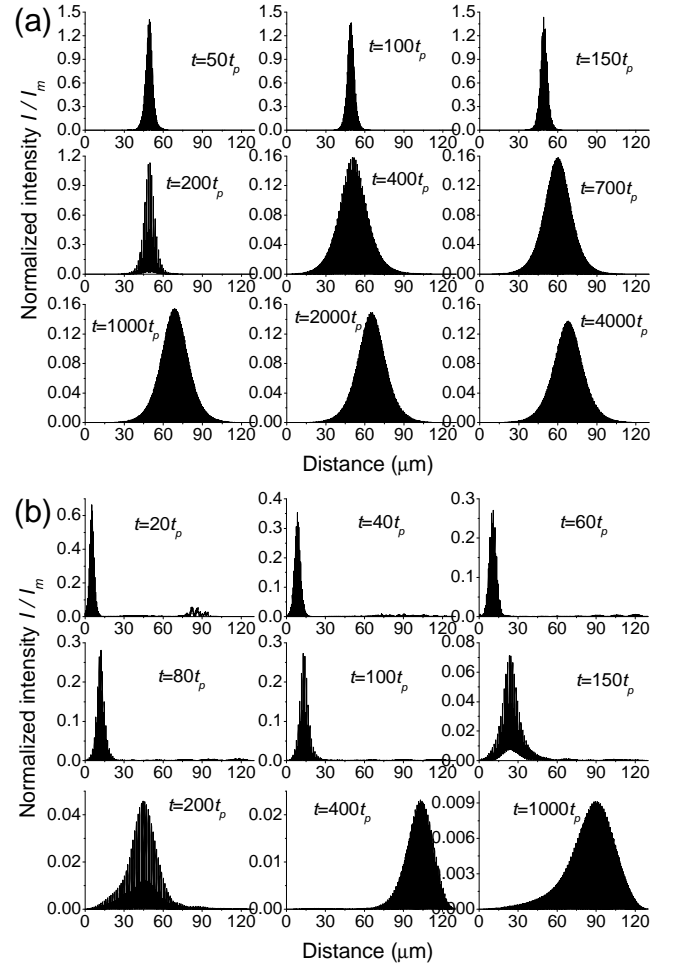 (a)
Normalized intensity I / I_m
1.5 1.2 0.9 0.6 0.3 0.0 t=50t_p 0 30 60 90 120
1.5 1.2 0.9 0.6 0.3 0.0 t=100t_p 0 30 60 90 120
1.5 1.2 0.9 0.6 0.3 0.0 t=150t_p 0 30 60 90 120
1.2 0.9 0.6 0.3 0.0 t=200t_p 0 30 60 90 120
0.16 0.12 0.08 0.04 0.00 t=400t_p 0 30 60 90 120
0.16 0.12 0.08 0.04 0.00 t=700t_p 0 30 60 90 120
0.16 0.12 0.08 0.04 0.00 t=1000t_p 0 30 60 90 120
0.16 0.12 0.08 0.04 0.00 t=2000t_p 0 30 60 90 120
0.16 0.12 0.08 0.04 0.00 t=4000t_p 0 30 60 90 120
Distance (μm)
(b)
Normalized intensity I / I_m
0.6 0.4 0.2 0.0 t=20t_p 0 30 60 90 120
0.4 0.3 0.2 0.1 0.0 t=40t_p 0 30 60 90 120
0.3 0.2 0.1 0.0 t=60t_p 0 30 60 90 120
0.3 0.2 0.1 0.0 t=80t_p 0 30 60 90 120
0.3 0.2 0.1 0.0 t=100t_p 0 30 60 90 120
0.08 0.06 0.04 0.02 0.00 t=150t_p 0 30 60 90 120
0.04 0.02 0.00 t=200t_p 0 30 60 90 120
0.02 0.01 0.00 t=400t_p 0 30 60 90 120
0.009 0.006 0.003 0.000 t=1000t_p 0 30 60 90 120
Distance (μm)